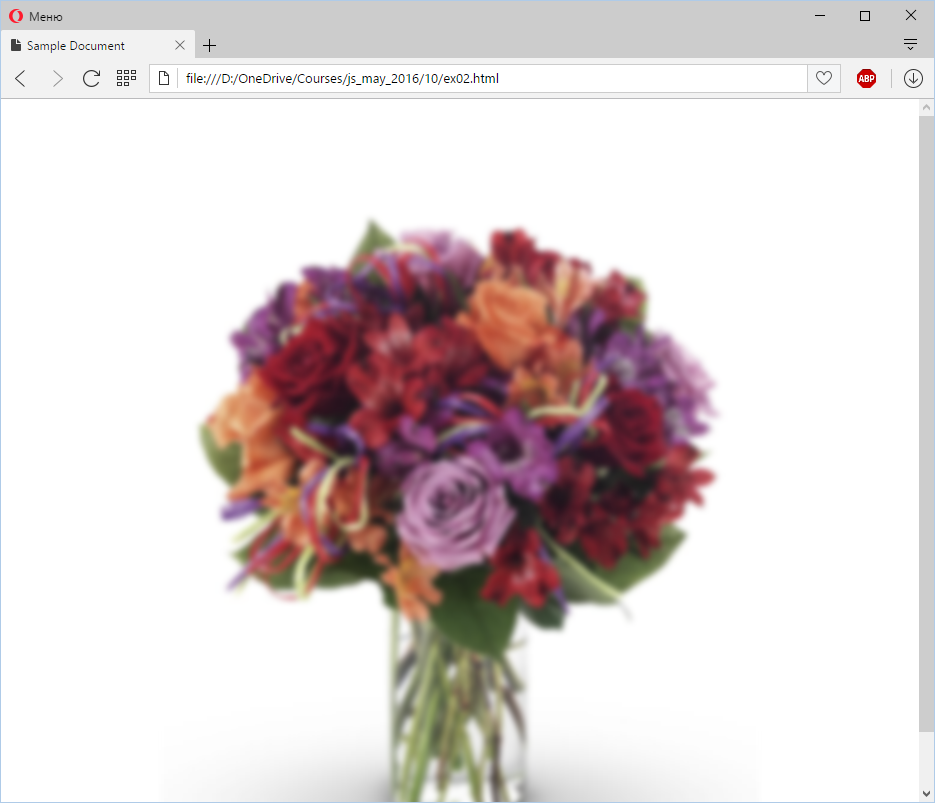 Меню
Sample Document
file:///D:/OneDrive/Courses/js_may_2016/10/ex02.html
ABP